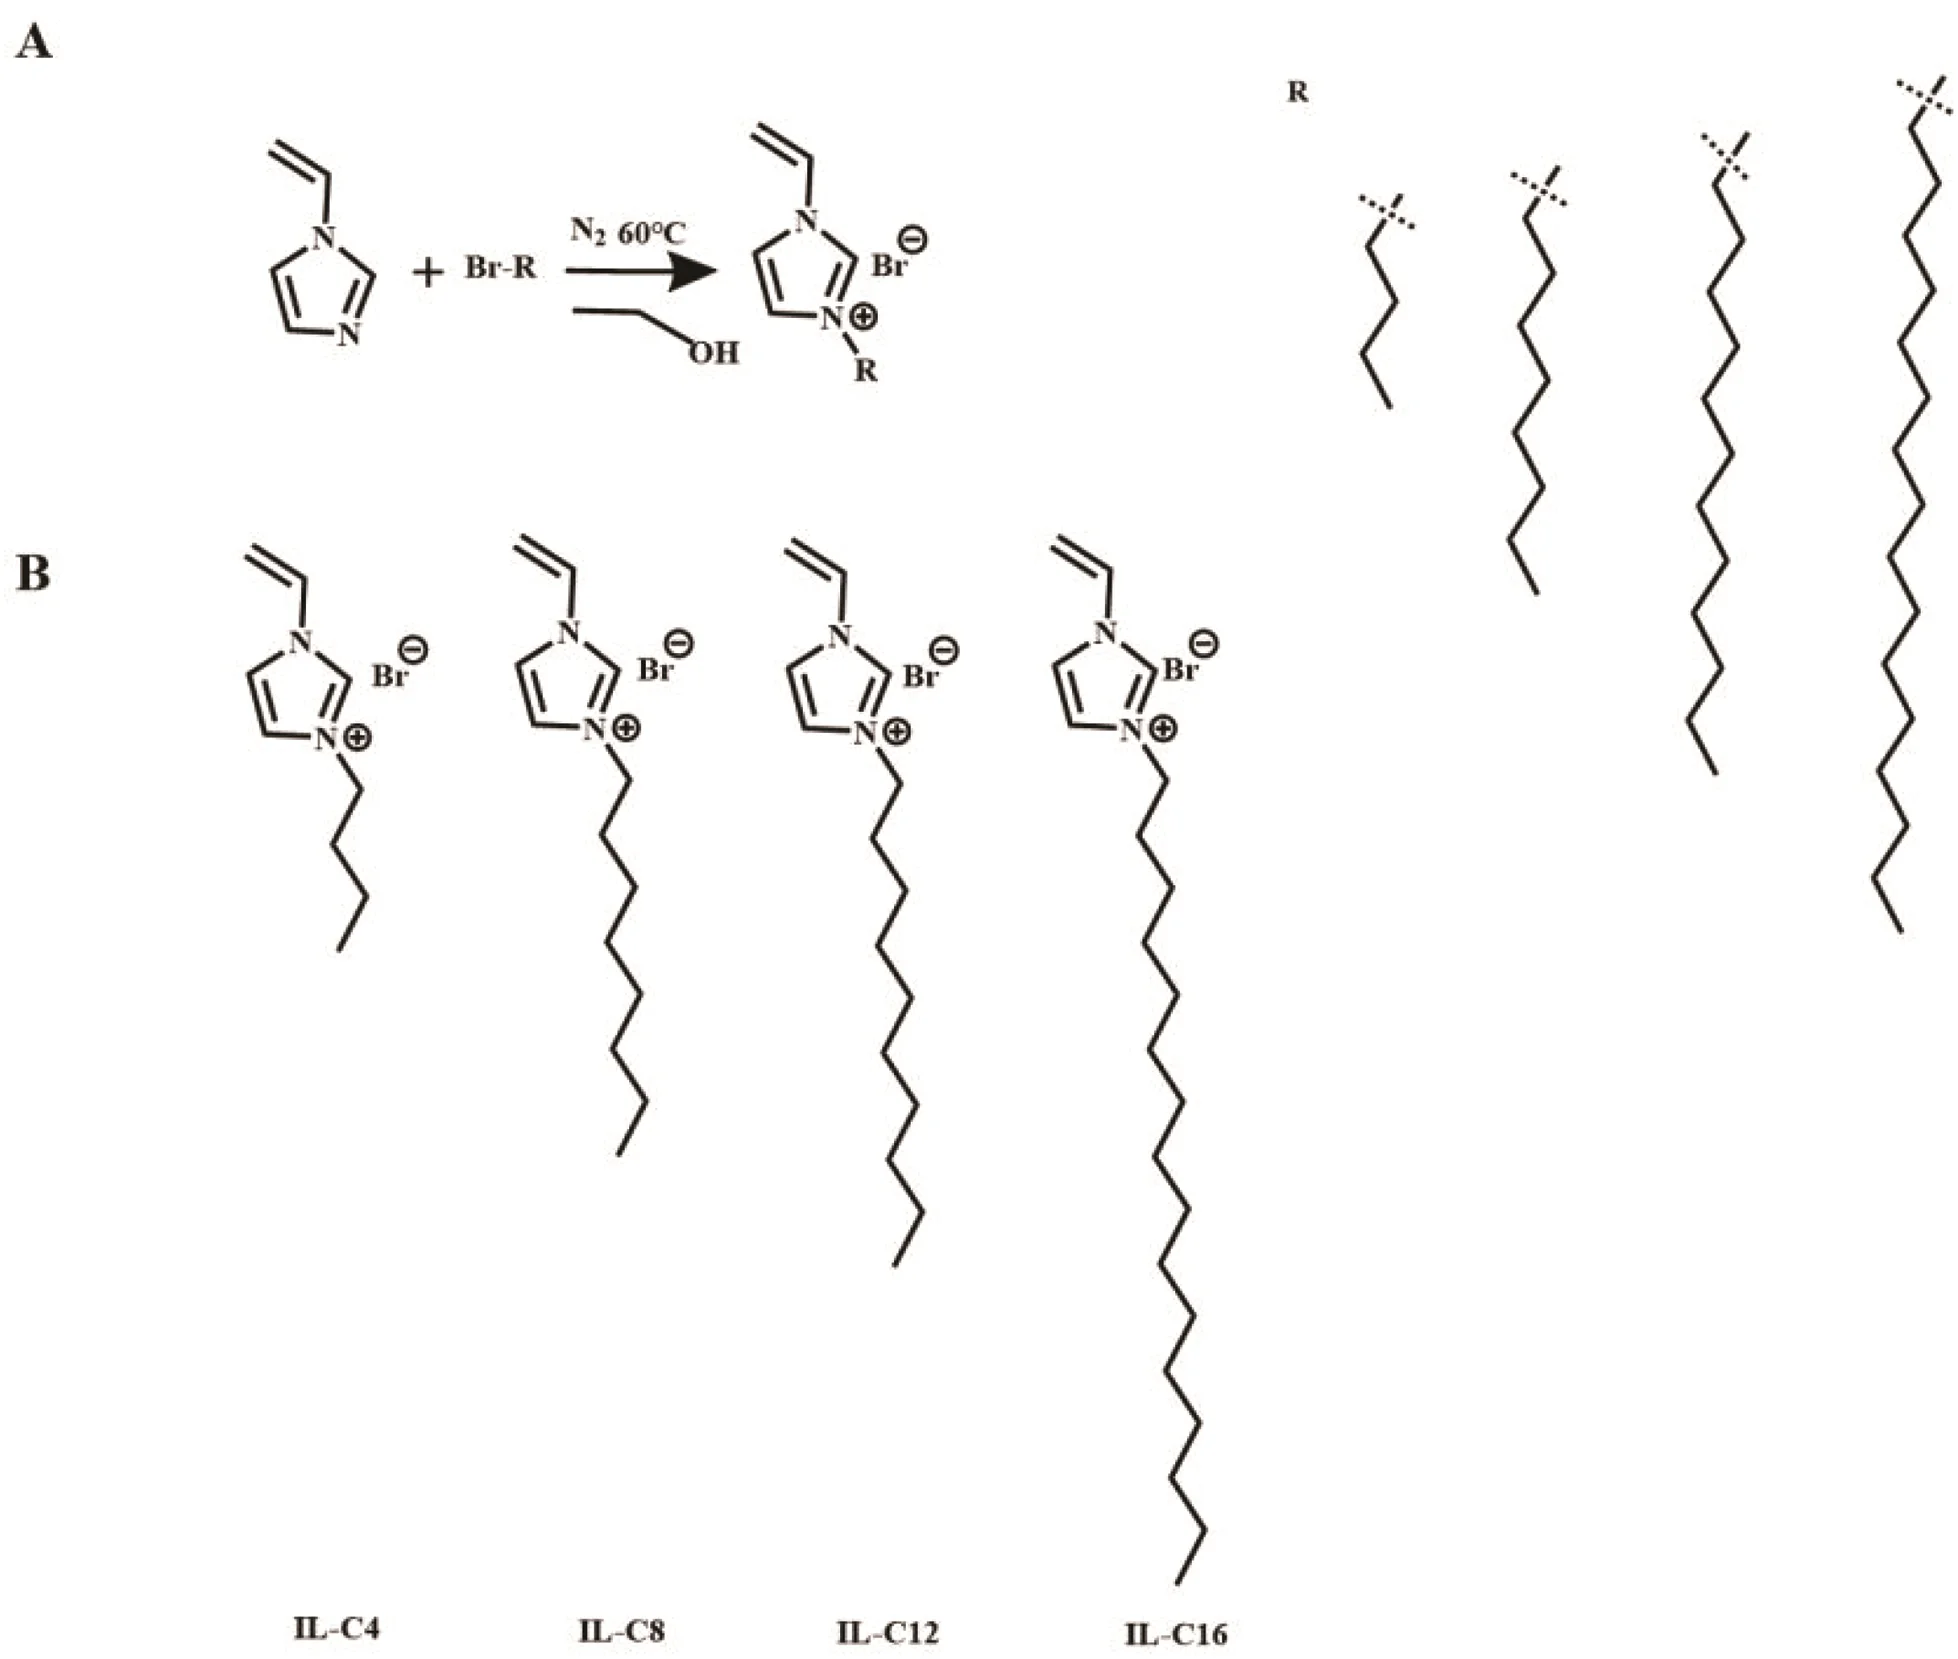 A
R
N
N
+ Br-R
N₂ 60°C
OH
N
Br⊖
N⊕
R
B
N
Br⊖
N⊕
N
Br⊖
N⊕
N
Br⊖
N⊕
N
Br⊖
N⊕
IL-C4 IL-C8 IL-C12 IL-C16